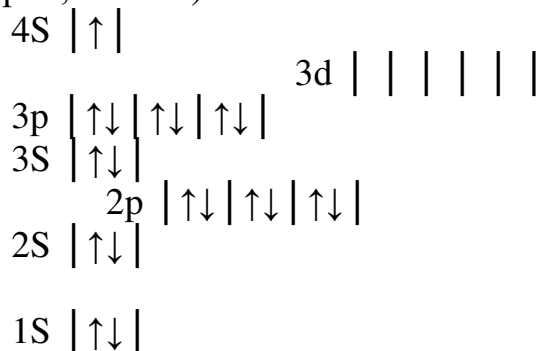 4S |↑|
3d | | | | | |
3p |↑↓|↑↓|↑↓|
3S |↑↓|
2p |↑↓|↑↓|↑↓|
2S |↑↓|
1S |↑↓|